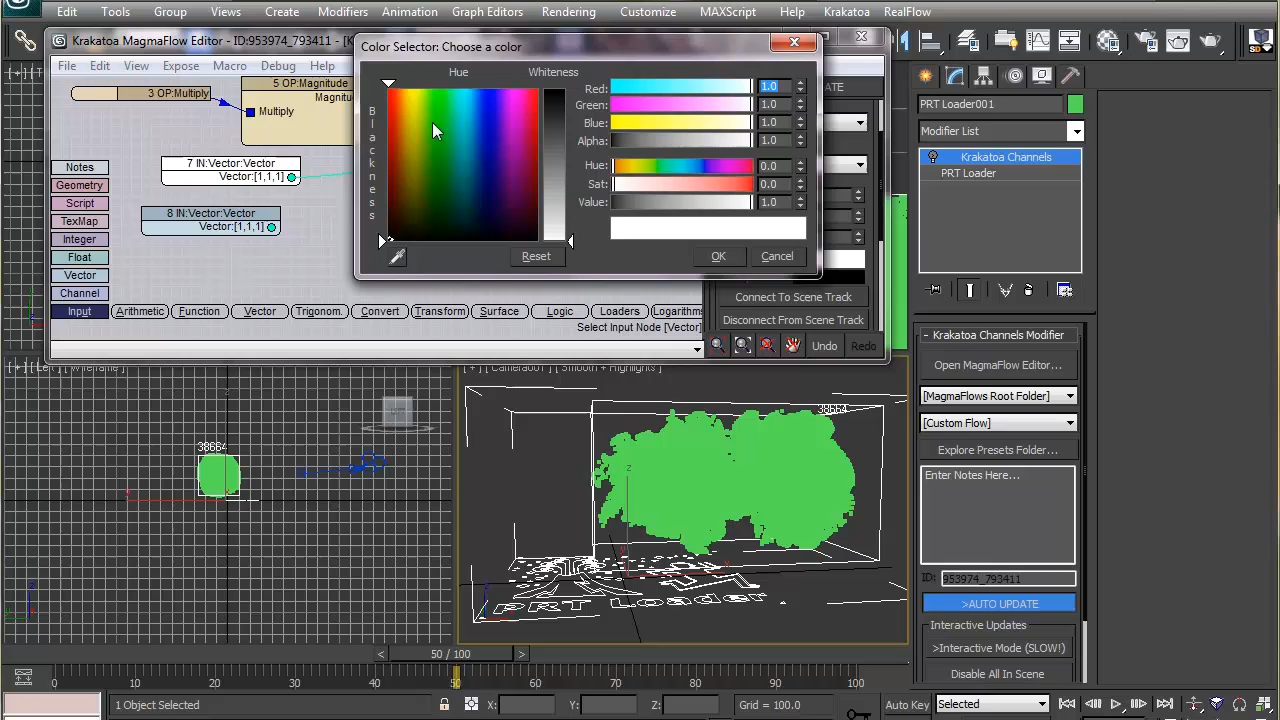 Edit Tools Group Views Create Modifiers Animation Graph Editors Rendering Customize MAXScript Help Krakatoa RealFlow
Krakatoa MagmaFlow Editor - ID:953974_793411 - [K
File Edit View Expose Macro Debug Help
3 OP:Multiply
5 OP:Magnitude
Magnitu
Multiply
7 IN:Vector:Vector
Vector:[1,1,1]
8 IN:Vector:Vector
Vector:[1,1,1]
Notes
Geometry
Script
TexMap
Integer
Float
Vector
Channel
Input Arithmetic Function Vector Trigonom. Convert Transform Surface Logic Loaders Logarithms
Select Input Node [Vector]
Color Selector: Choose a color
Hue Whiteness
Blackness
Red: 1.0
Green: 1.0
Blue: 1.0
Alpha: 1.0
Hue: 0.0
Sat: 0.0
Value: 1.0
Reset OK Cancel
ATE
Connect To Scene Track
Disconnect From Scene Track
Undo Redo
PRT Loader001
Modifier List
Krakatoa Channels
PRT Loader
- Krakatoa Channels Modifier
Open MagmaFlow Editor...
[MagmaFlows Root Folder]
[Custom Flow]
Explore Presets Folder...
Enter Notes Here...
ID: 953974_793411
>AUTO UPDATE
Interactive Updates
>Interactive Mode (SLOW!)
Disable All In Scene
[ + ] [ Left ] [ Wireframe ]
38664
[ + ] [ Camera001 ] [ Smooth + Highlights ]
38664
PRT Loader
< 50 / 100 >
0 10 20 30 40 50 60 70 80 90 100
1 Object Selected X: Y: Z: Grid = 100.0 Auto Key Selected